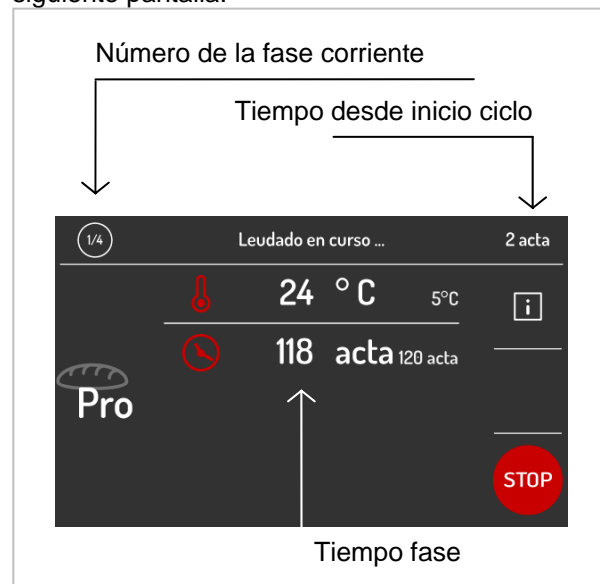 siguiente pantalla:
Número de la fase corriente
Tiempo desde inicio ciclo
1/4 Leudado en curso ... 2 acta
24 °C 5°C i
118 acta 120 acta
Pro
STOP
Tiempo fase